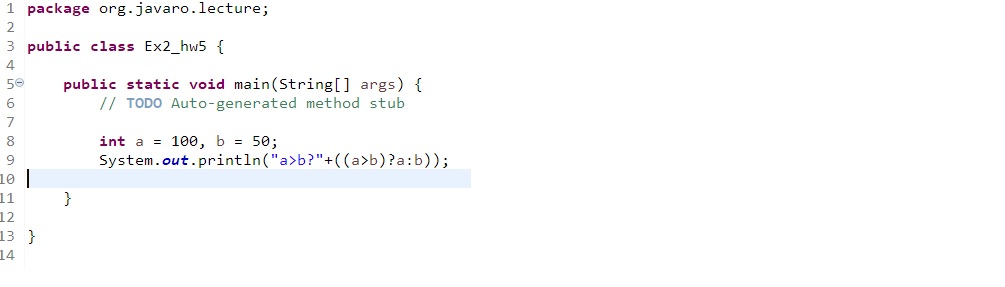 1 package org.javaro.lecture;
2
3 public class Ex2_hw5 {
4
5 public static void main(String[] args) {
6 // TODO Auto-generated method stub
7
8 int a = 100, b = 50;
9 System.out.println("a>b?"+((a>b)?a:b));
10
11 }
12
13 }
14